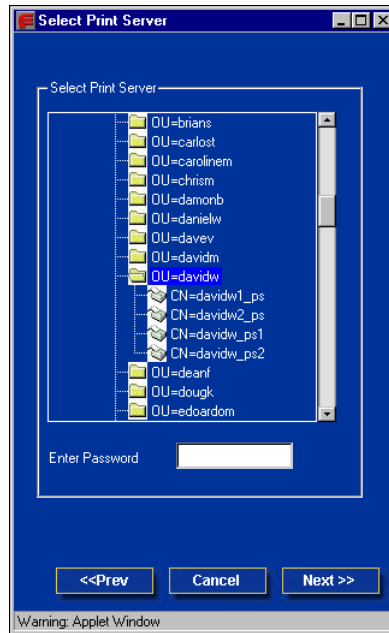 Select Print Server
Select Print Server
OU=brians
OU=carlost
OU=carolinem
OU=chrism
OU=damonb
OU=danielw
OU=davev
OU=davidm
OU=davidw
CN=davidw1_ps
CN=davidw2_ps
CN=davidw_ps1
CN=davidw_ps2
OU=deanf
OU=dougk
OU=edoardom
Enter Password
<<Prev Cancel Next >>
Warning: Applet Window